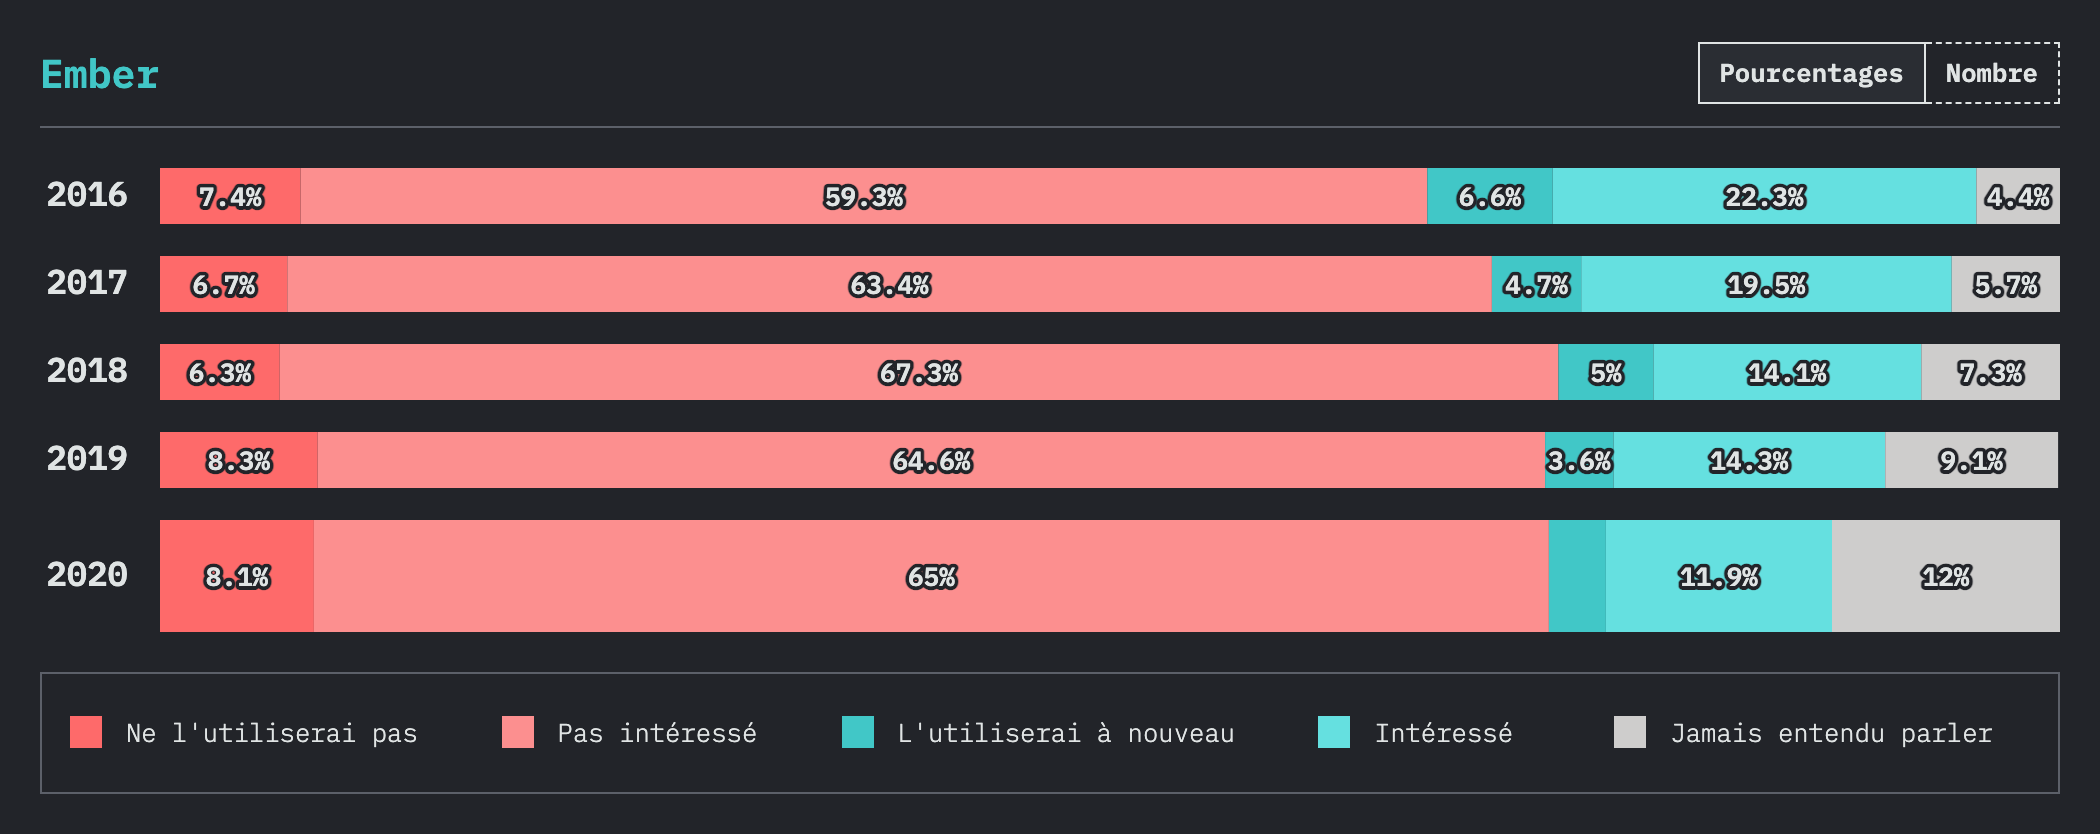 Ember
Pourcentages Nombre
2016 7.4% 59.3% 6.6% 22.3% 4.4%
2017 6.7% 63.4% 4.7% 19.5% 5.7%
2018 6.3% 67.3% 5% 14.1% 7.3%
2019 8.3% 64.6% 3.6% 14.3% 9.1%
2020 8.1% 65% 11.9% 12%
Ne l'utiliserai pas Pas intéressé L'utiliserai à nouveau Intéressé Jamais entendu parler